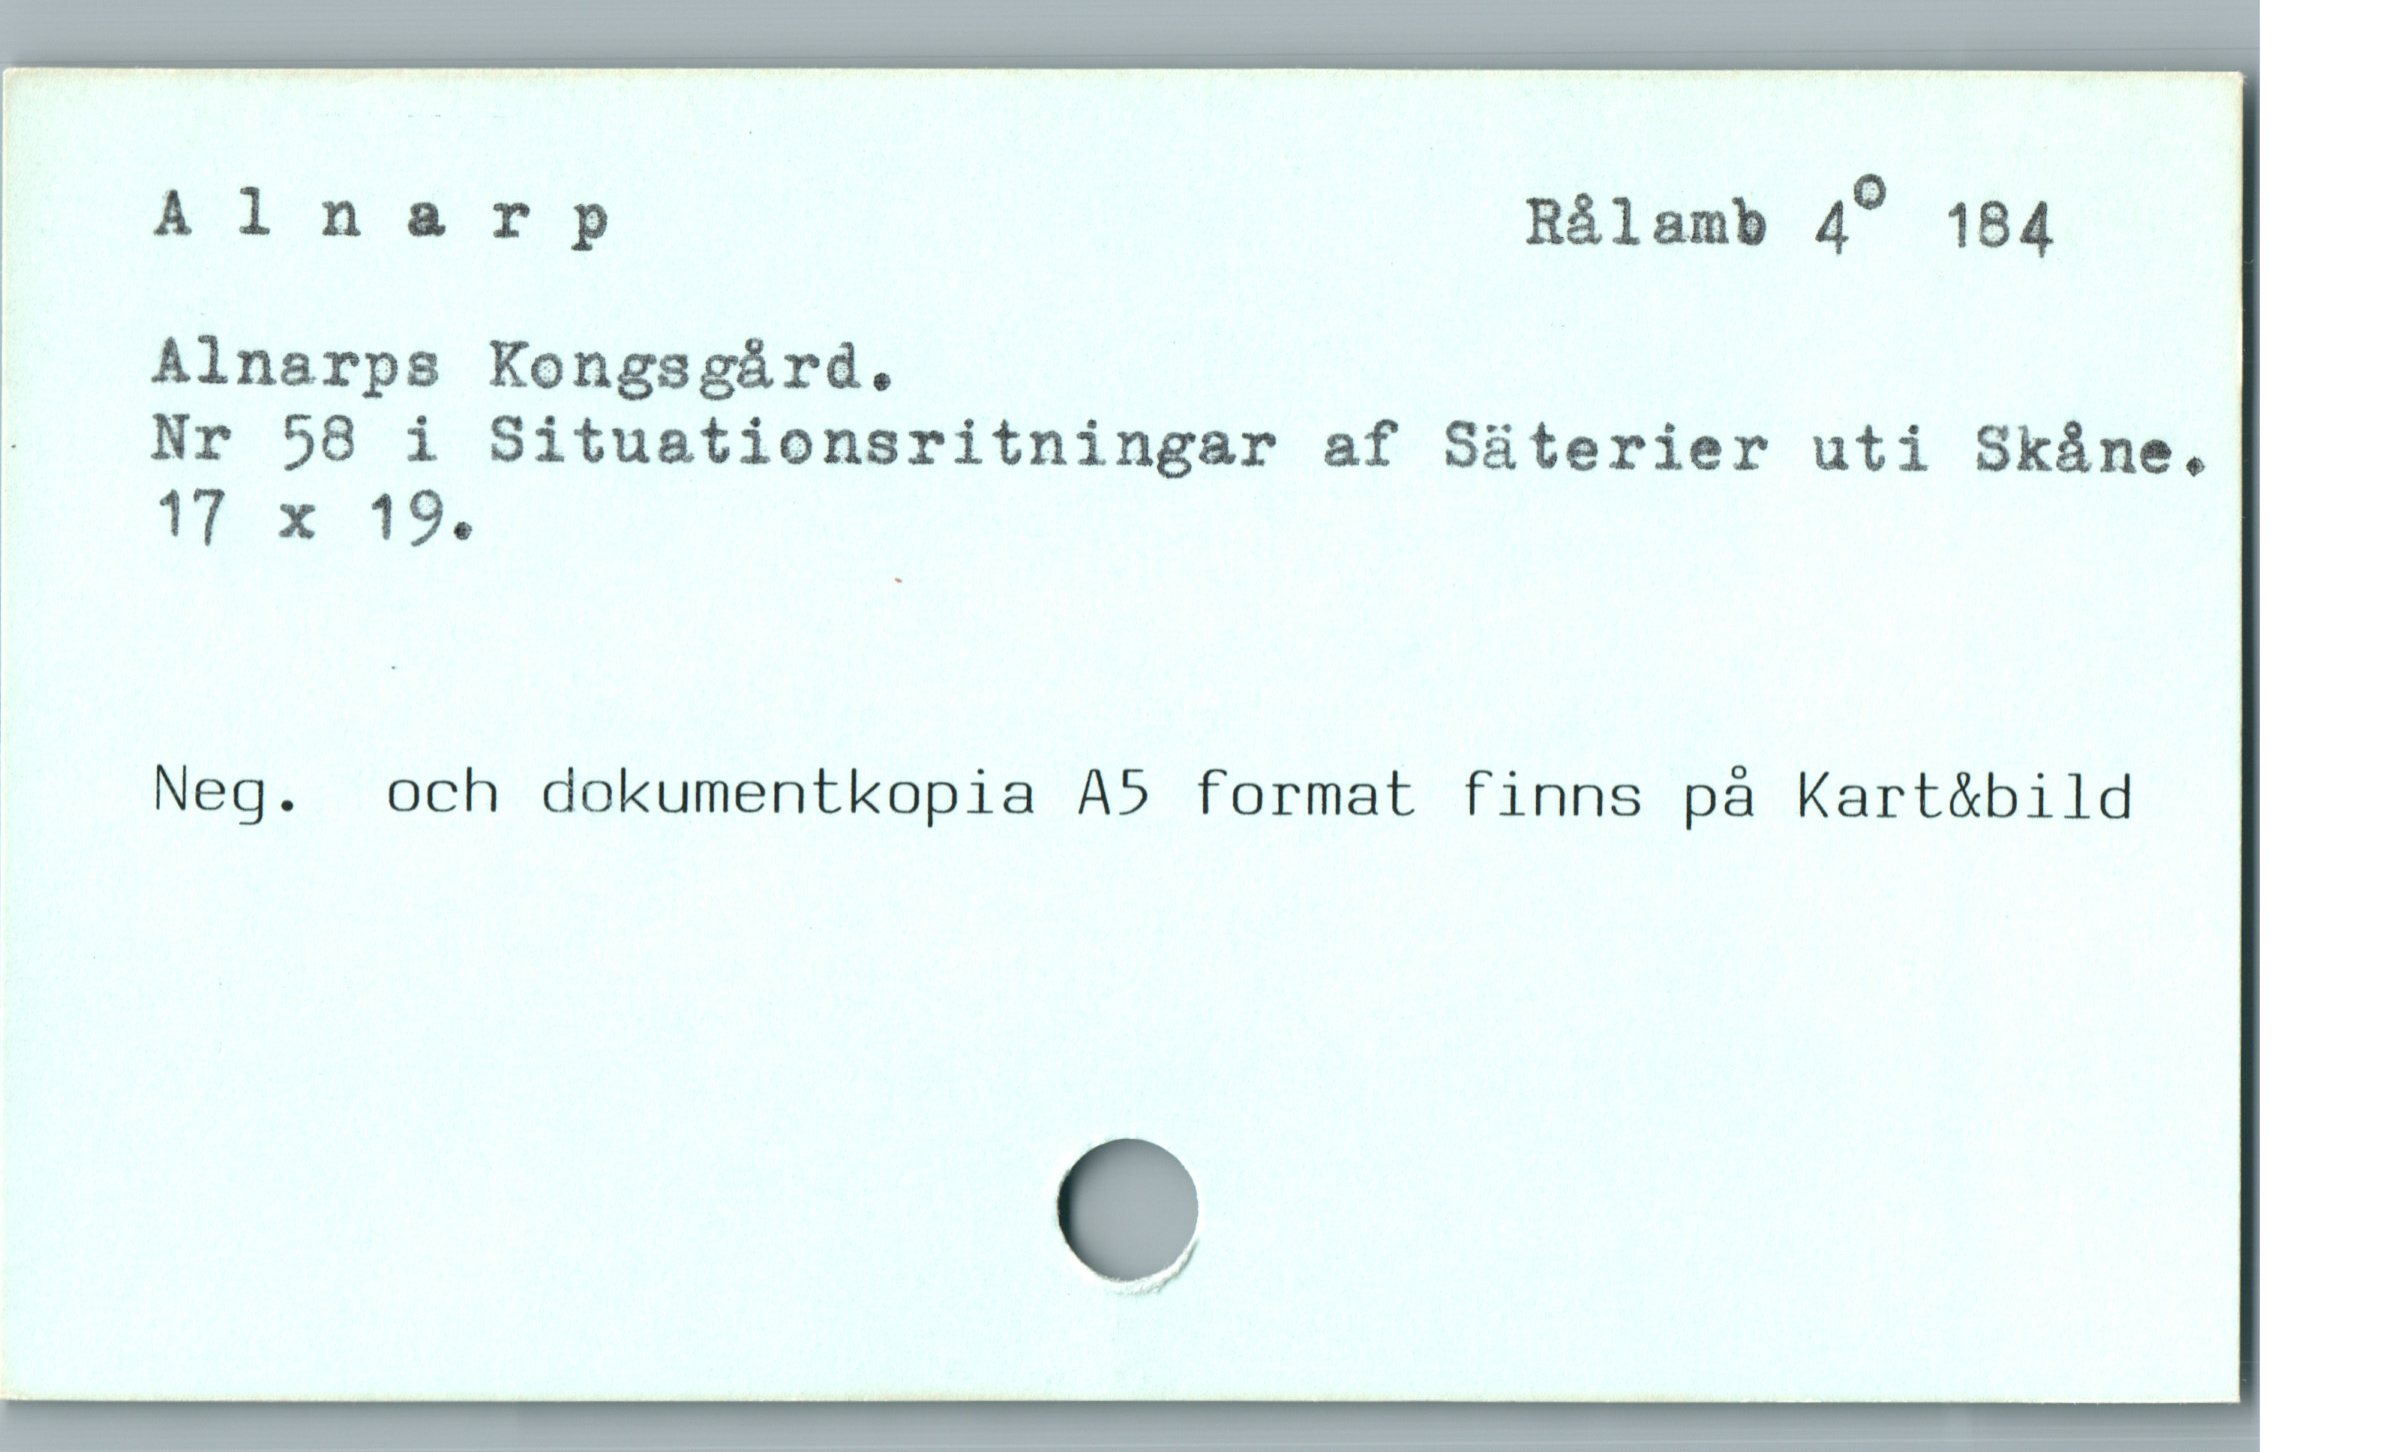 A l n a r p Rålamb 4º 184
Alnarps Kongsgård.
Nr 58 i Situationsritningar af Säterier uti Skåne.
17 x 19.
Neg. och dokumentkopia A5 format finns på Kart&bild